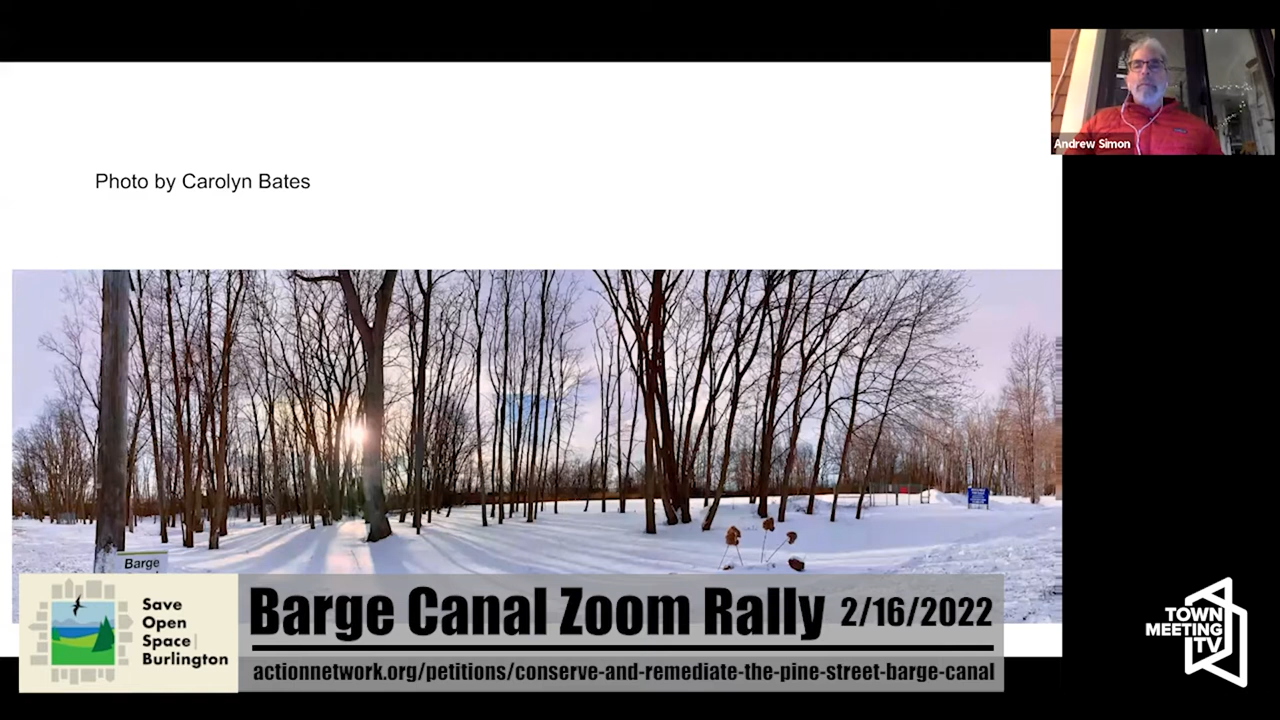 Andrew Simon
Photo by Carolyn Bates
Barge
Save
Open
Space
Burlington
Barge Canal Zoom Rally 2/16/2022
actionnetwork.org/petitions/conserve-and-remediate-the-pine-street-barge-canal
TOWN
MEETING
TV